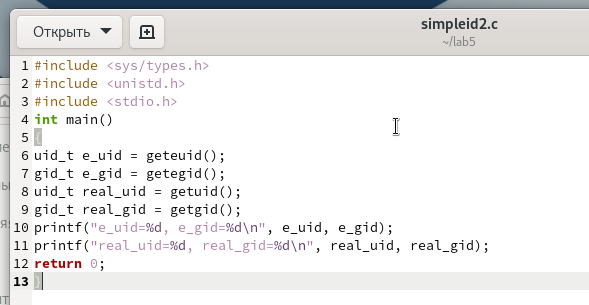 Открыть
simpleid2.c
~/lab5
1 #include <sys/types.h>
2 #include <unistd.h>
3 #include <stdio.h>
4 int main()
5 {
6 uid_t e_uid = geteuid();
7 gid_t e_gid = getegid();
8 uid_t real_uid = getuid();
9 gid_t real_gid = getgid();
10 printf("e_uid=%d, e_gid=%d\n", e_uid, e_gid);
11 printf("real_uid=%d, real_gid=%d\n", real_uid, real_gid);
12 return 0;
13 }